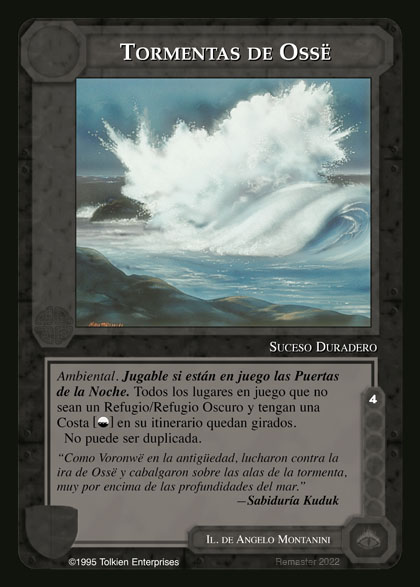 TORMENTAS DE OSSË
SUCESO DURADERO
Ambiental. Jugable si están en juego las Puertas
de la Noche. Todos los lugares en juego que no
sean un Refugio/Refugio Oscuro y tengan una
Costa [] en su itinerario quedan girados.
No puede ser duplicada.
4
“Como Voronwë en la antigüedad, lucharon contra la
ira de Ossë y cabalgaron sobre las alas de la tormenta,
muy por encima de las profundidades del mar.”
–Sabiduría Kuduk
IL. DE ANGELO MONTANINI
©1995 Tolkien Enterprises
Remaster 2022